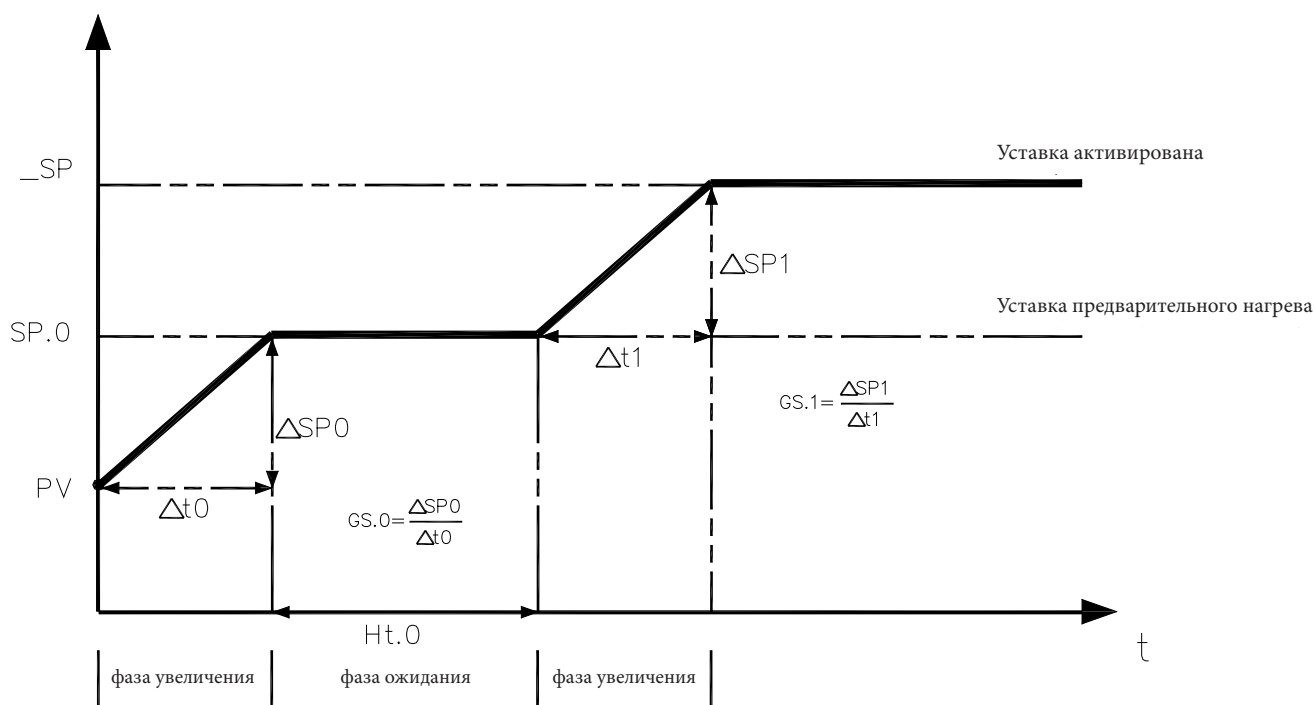 _SP
Уставка активирована
ΔSP1
Уставка предварительного нагрева
SP.0
Δt1
GS.1=ΔSP1/Δt1
ΔSP0
PV
Δt0
GS.0=ΔSP0/Δt0
Ht.0
t
фаза увеличения
фаза ожидания
фаза увеличения